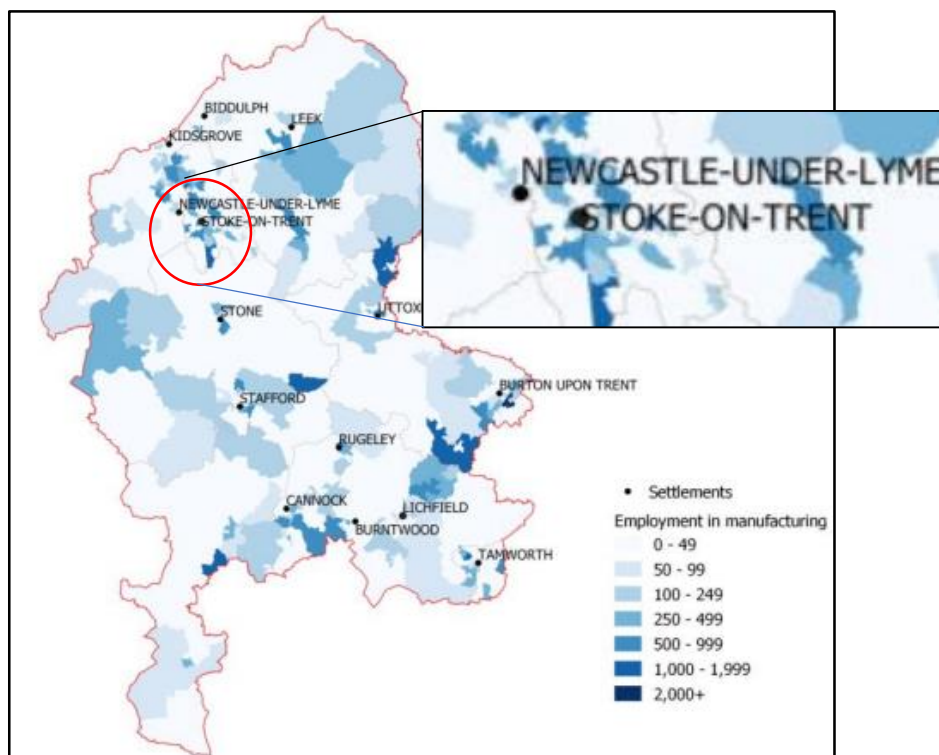 BIDDULPH
LEEK
KIDSGROVE
NEWCASTLE-UNDER-LYME
STOKE-ON-TRENT
NEWCASTLE-UNDER-LYME
STOKE-ON-TRENT
STONE
UTTOX
STAFFORD
BURTON UPON TRENT
RUGELEY
CANNOCK
LICHFIELD
BURNTWOOD
TAMWORTH
Settlements
Employment in manufacturing
0 - 49
50 - 99
100 - 249
250 - 499
500 - 999
1,000 - 1,999
2,000+